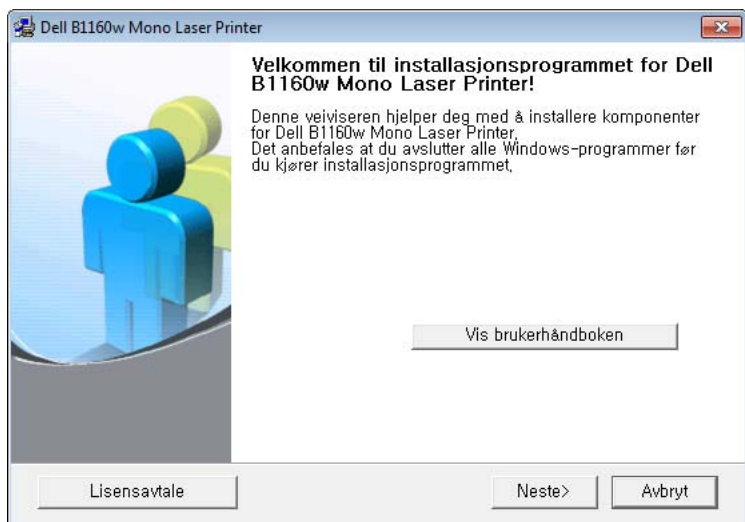 Dell B1160w Mono Laser Printer
Velkommen til installasjonsprogrammet for Dell
B1160w Mono Laser Printer!
Denne veiviseren hjelper deg med å installere komponenter
for Dell B1160w Mono Laser Printer,
Det anbefales at du avslutter alle Windows-programmer før
du kjører installasjonsprogrammet,
Vis brukerhåndboken
Lisensavtale
Neste>
Avbryt